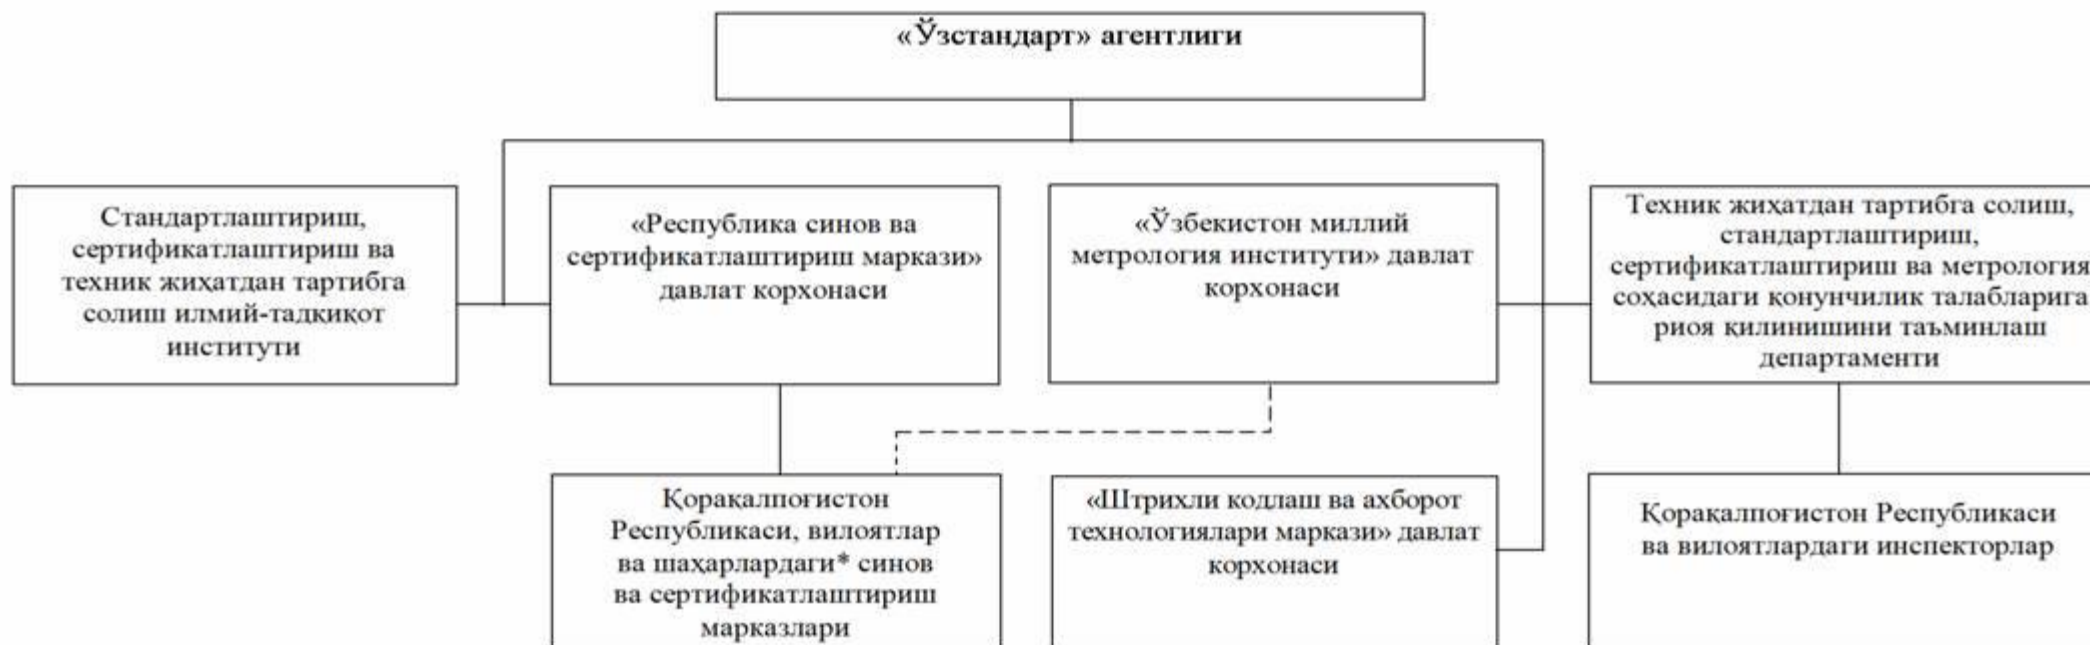 «Ўзстандарт» агентлиги
Стандартлаштириш,
сертификатлаштириш ва
техник жиҳатдан тартибга
солиш илмий-тадқиқот
институти
«Республика синов ва
сертификатлаштириш маркази»
давлат корхонаси
«Ўзбекистон миллий
метрология институти» давлат
корхонаси
Техник жиҳатдан тартибга солиш,
стандартлаштириш,
сертификатлаштириш ва метрология
соҳасидаги қонунчилик талабларига
риоя қилинишини таъминлаш
департаменти
Қорақалпоғистон
Республикаси, вилоятлар
ва шаҳарлардаги* синов
ва сертификатлаштириш
марказлари
«Штрихли кодлаш ва ахборот
технологиялари маркази» давлат
корхонаси
Қорақалпоғистон Республикаси
ва вилоятлардаги инспекторлар